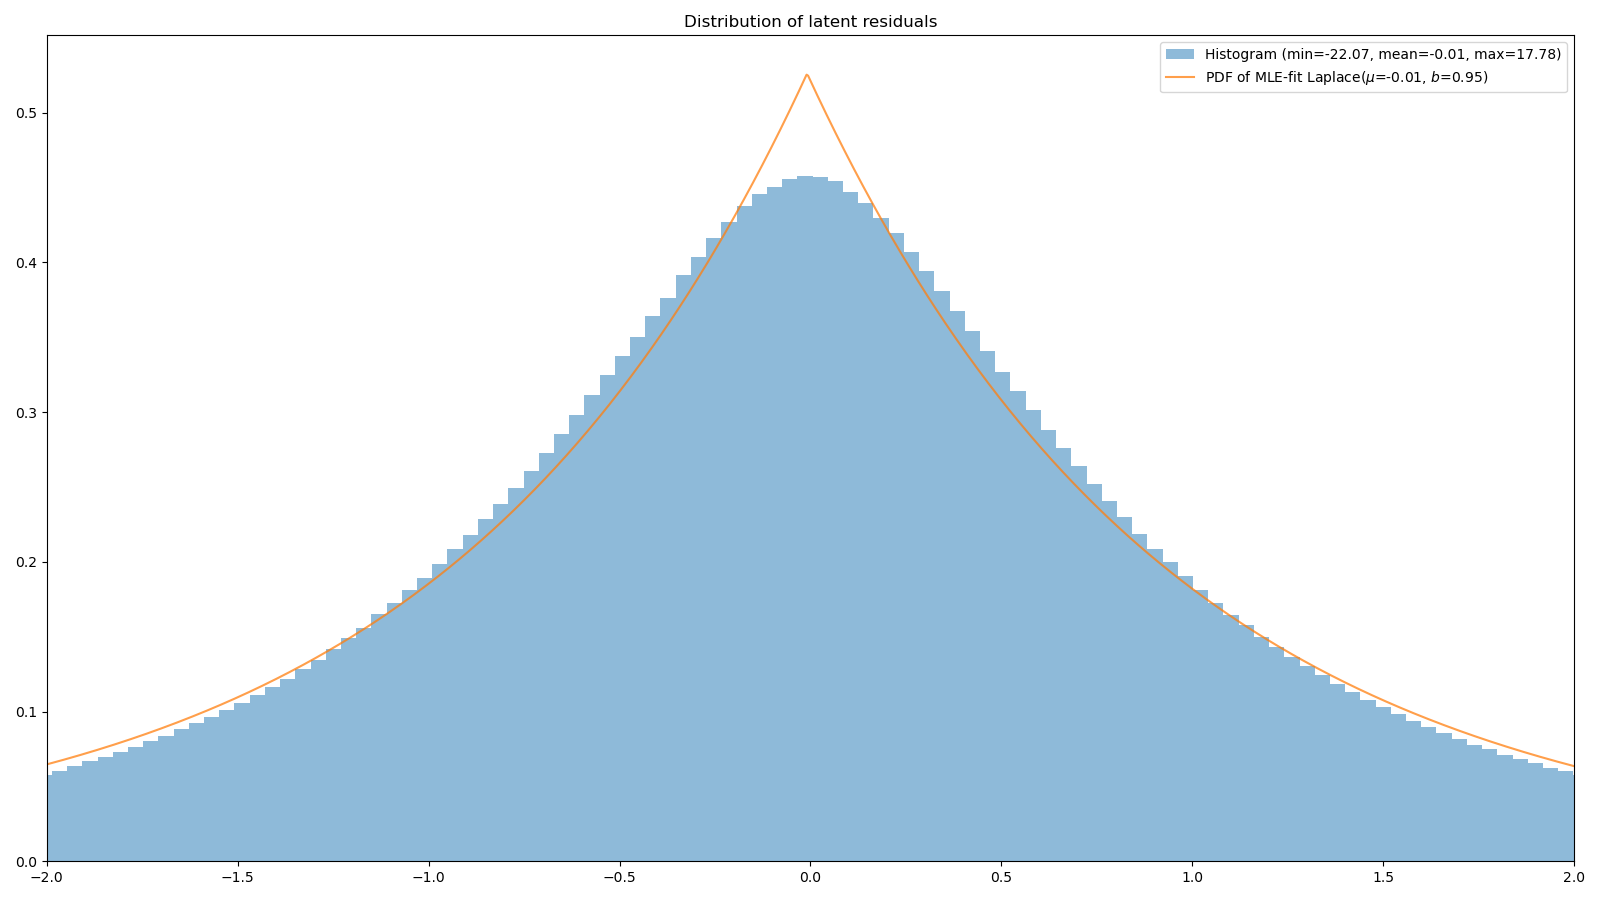 Distribution of latent residuals
Histogram (min=-22.07, mean=-0.01, max=17.78)
PDF of MLE-fit Laplace(μ=-0.01, b=0.95)
0.5
0.4
0.3
0.2
0.1
0.0
−2.0 −1.5 −1.0 −0.5 0.0 0.5 1.0 1.5 2.0